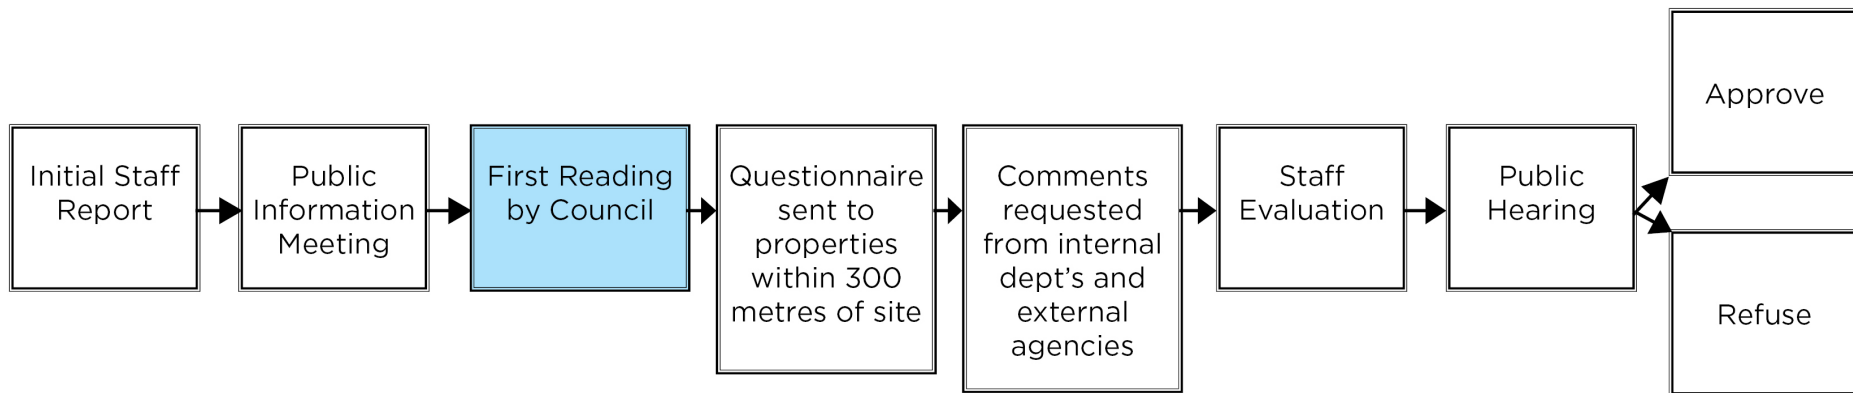 Initial Staff
Report
Public
Information
Meeting
First Reading
by Council
Questionnaire
sent to
properties
within 300
metres of site
Comments
requested
from internal
dept’s and
external
agencies
Staff
Evaluation
Public
Hearing
Approve
Refuse